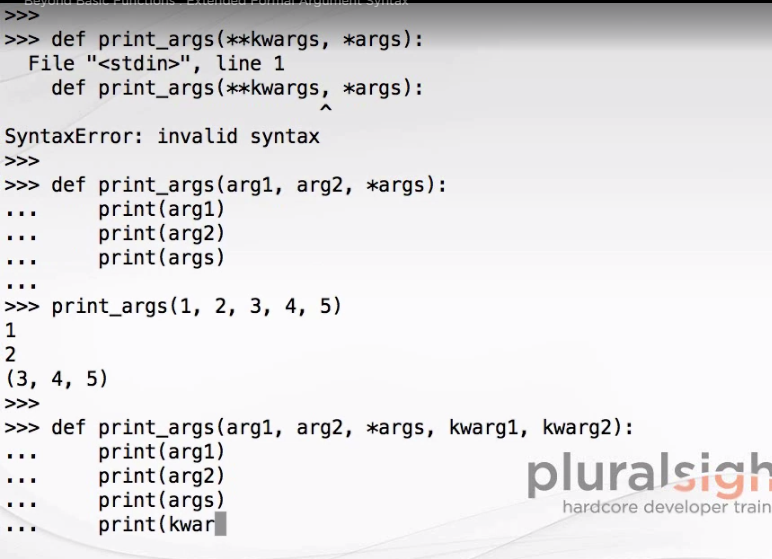 Beyond Basic Functions : Extended Formal Argument Syntax
>>>
>>> def print_args(**kwargs, *args):
  File "<stdin>", line 1
    def print_args(**kwargs, *args):
                           ^
SyntaxError: invalid syntax
>>>
>>> def print_args(arg1, arg2, *args):
...     print(arg1)
...     print(arg2)
...     print(args)
...
>>> print_args(1, 2, 3, 4, 5)
1
2
(3, 4, 5)
>>>
>>> def print_args(arg1, arg2, *args, kwarg1, kwarg2):
...     print(arg1)
...     print(arg2)
...     print(args)
...     print(kwar
pluralsigh
hardcore developer train